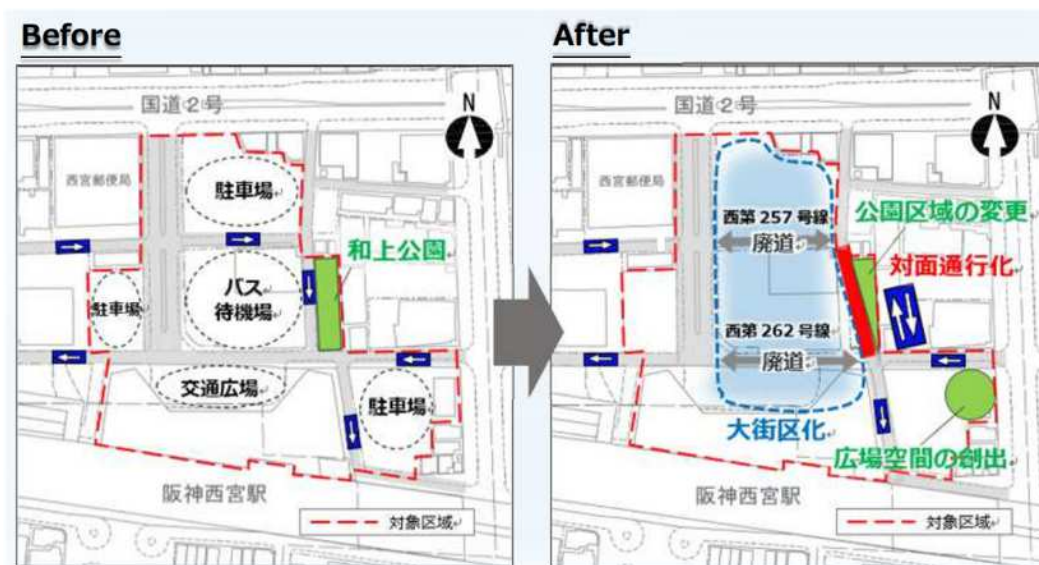 Before
国道2号
N
西宮郵便局
駐車場
和上公園
駐車場
バス
待機場
交通広場
駐車場
阪神西宮駅
対象区域
After
国道2号
N
西宮郵便局
西第257号線
廃道
公園区域の変更
対面通行化
西第262号線
廃道
大街区化
広場空間の創出
阪神西宮駅
対象区域